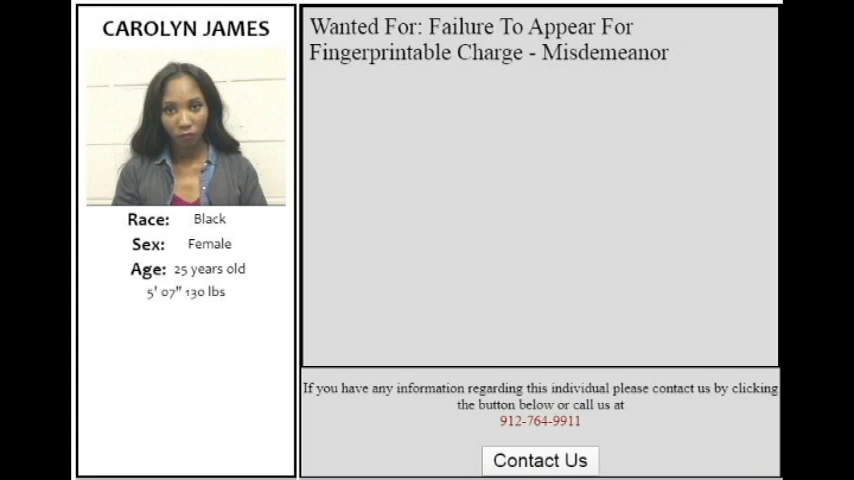 CAROLYN JAMES
Race: Black
Sex: Female
Age: 25 years old
5' 07" 130 lbs
Wanted For: Failure To Appear For
Fingerprintable Charge - Misdemeanor
If you have any information regarding this individual please contact us by clicking
the button below or call us at
912-764-9911
Contact Us